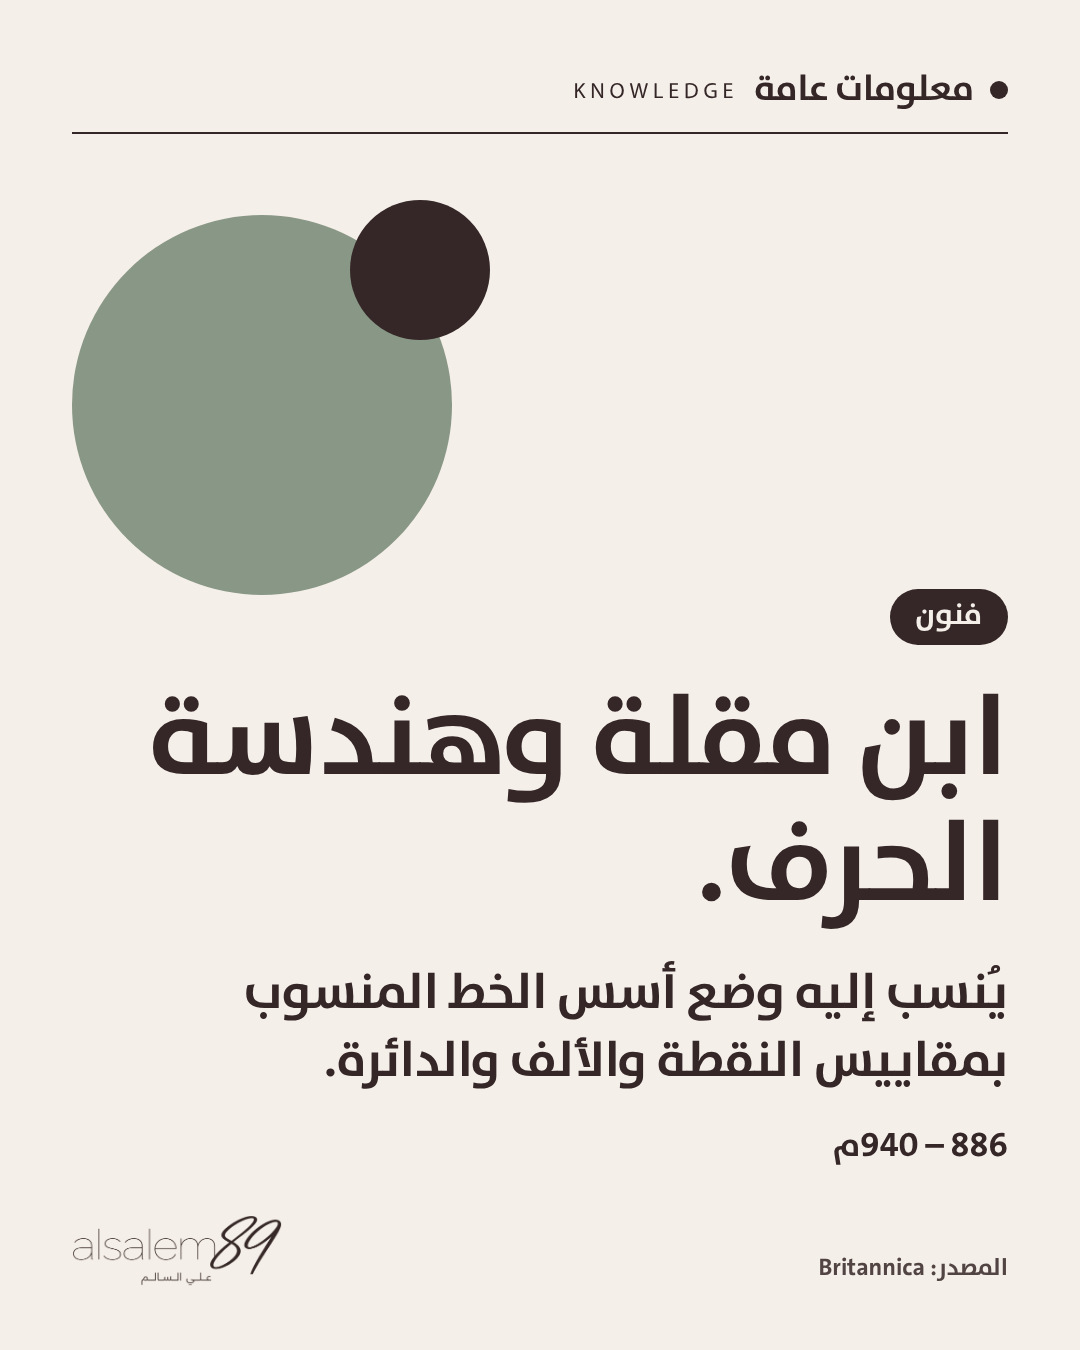 معلومات عامة KNOWLEDGE
فنون
ابن مقلة وهندسة
الحرف.
يُنسب إليه وضع أسس الخط المنسوب
بمقاييس النقطة والألف والدائرة.
886 – 940م
المصدر: Britannica
alsalem89
علي السالم